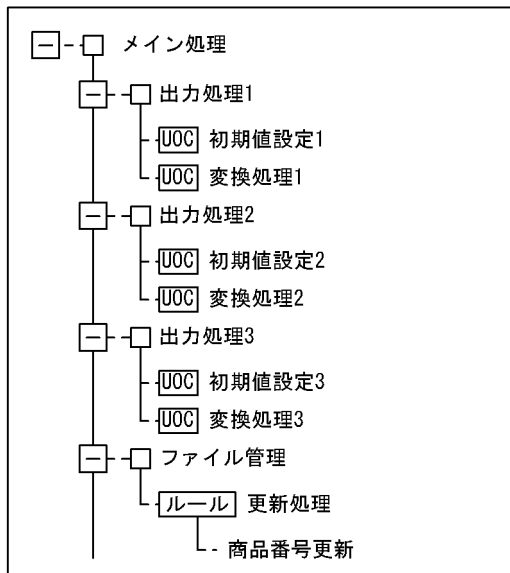 メイン処理
出力処理1
UOC 初期値設定1
UOC 変換処理1
出力処理2
UOC 初期値設定2
UOC 変換処理2
出力処理3
UOC 初期値設定3
UOC 変換処理3
ファイル管理
ルール 更新処理
商品番号更新